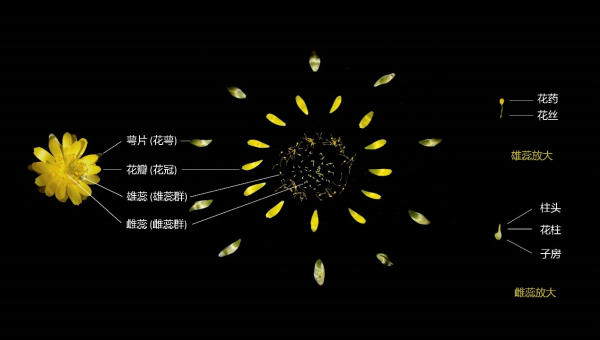 萼片 (花萼)
花瓣 (花冠)
雄蕊 (雄蕊群)
雌蕊 (雌蕊群)
花药
花丝
雄蕊放大
柱头
花柱
子房
雌蕊放大